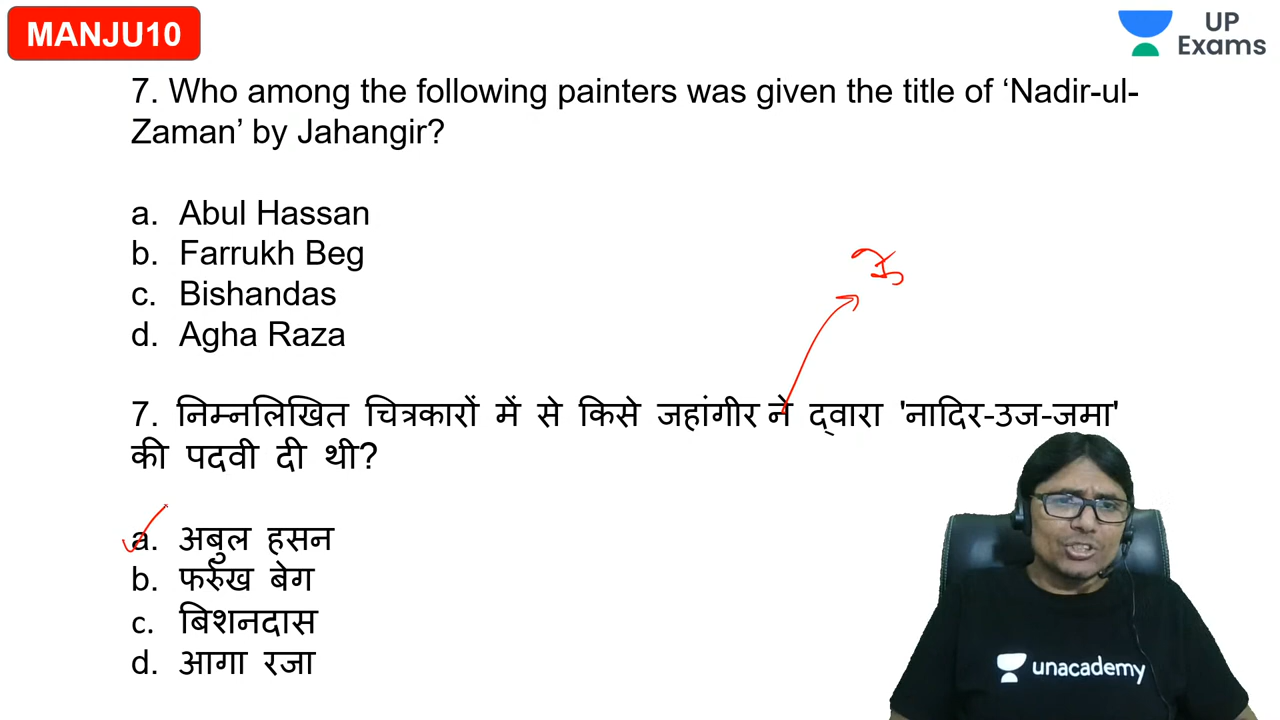 MANJU10
UP
Exams
7. Who among the following painters was given the title of ‘Nadir-ul-
Zaman’ by Jahangir?
a. Abul Hassan
b. Farrukh Beg
c. Bishandas
d. Agha Raza
7. निम्नलिखित चित्रकारों में से किसे जहांगीर ने द्वारा 'नादिर-उज-जमा'
की पदवी दी थी?
a. अबुल हसन
b. फर्रुख बेग
c. बिशनदास
d. आगा रजा
unacademy